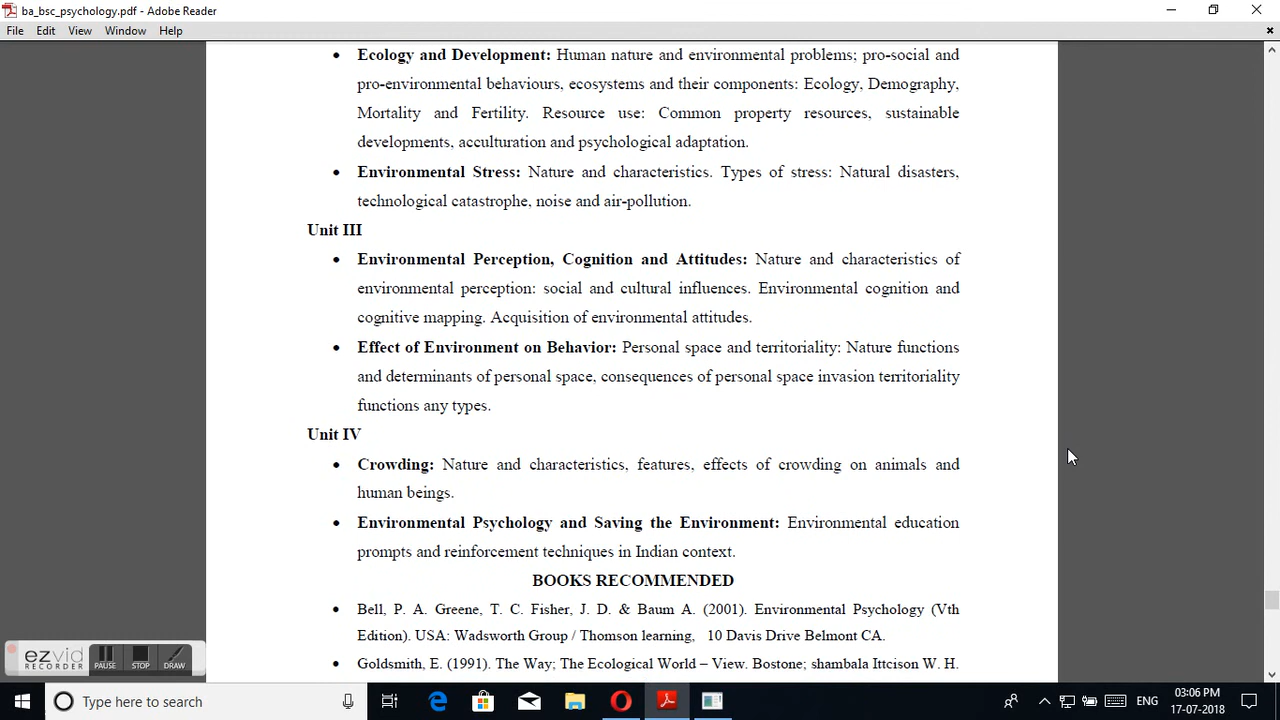 ba_bsc_psychology.pdf - Adobe Reader
File Edit View Window Help
• Ecology and Development: Human nature and environmental problems; pro-social and
pro-environmental behaviours, ecosystems and their components: Ecology, Demography,
Mortality and Fertility. Resource use: Common property resources, sustainable
developments, acculturation and psychological adaptation.
• Environmental Stress: Nature and characteristics. Types of stress: Natural disasters,
technological catastrophe, noise and air-pollution.
Unit III
• Environmental Perception, Cognition and Attitudes: Nature and characteristics of
environmental perception: social and cultural influences. Environmental cognition and
cognitive mapping. Acquisition of environmental attitudes.
• Effect of Environment on Behavior: Personal space and territoriality: Nature functions
and determinants of personal space, consequences of personal space invasion territoriality
functions any types.
Unit IV
• Crowding: Nature and characteristics, features, effects of crowding on animals and
human beings.
• Environmental Psychology and Saving the Environment: Environmental education
prompts and reinforcement techniques in Indian context.
BOOKS RECOMMENDED
• Bell, P. A. Greene, T. C. Fisher, J. D. & Baum A. (2001). Environmental Psychology (Vth
Edition). USA: Wadsworth Group / Thomson learning, 10 Davis Drive Belmont CA.
• Goldsmith, E. (1991). The Way; The Ecological World – View. Bostone; shambala Ittcison W. H.
ezvid
RECORDER
PAUSE STOP DRAW
Type here to search
ENG
03:06 PM
17-07-2018